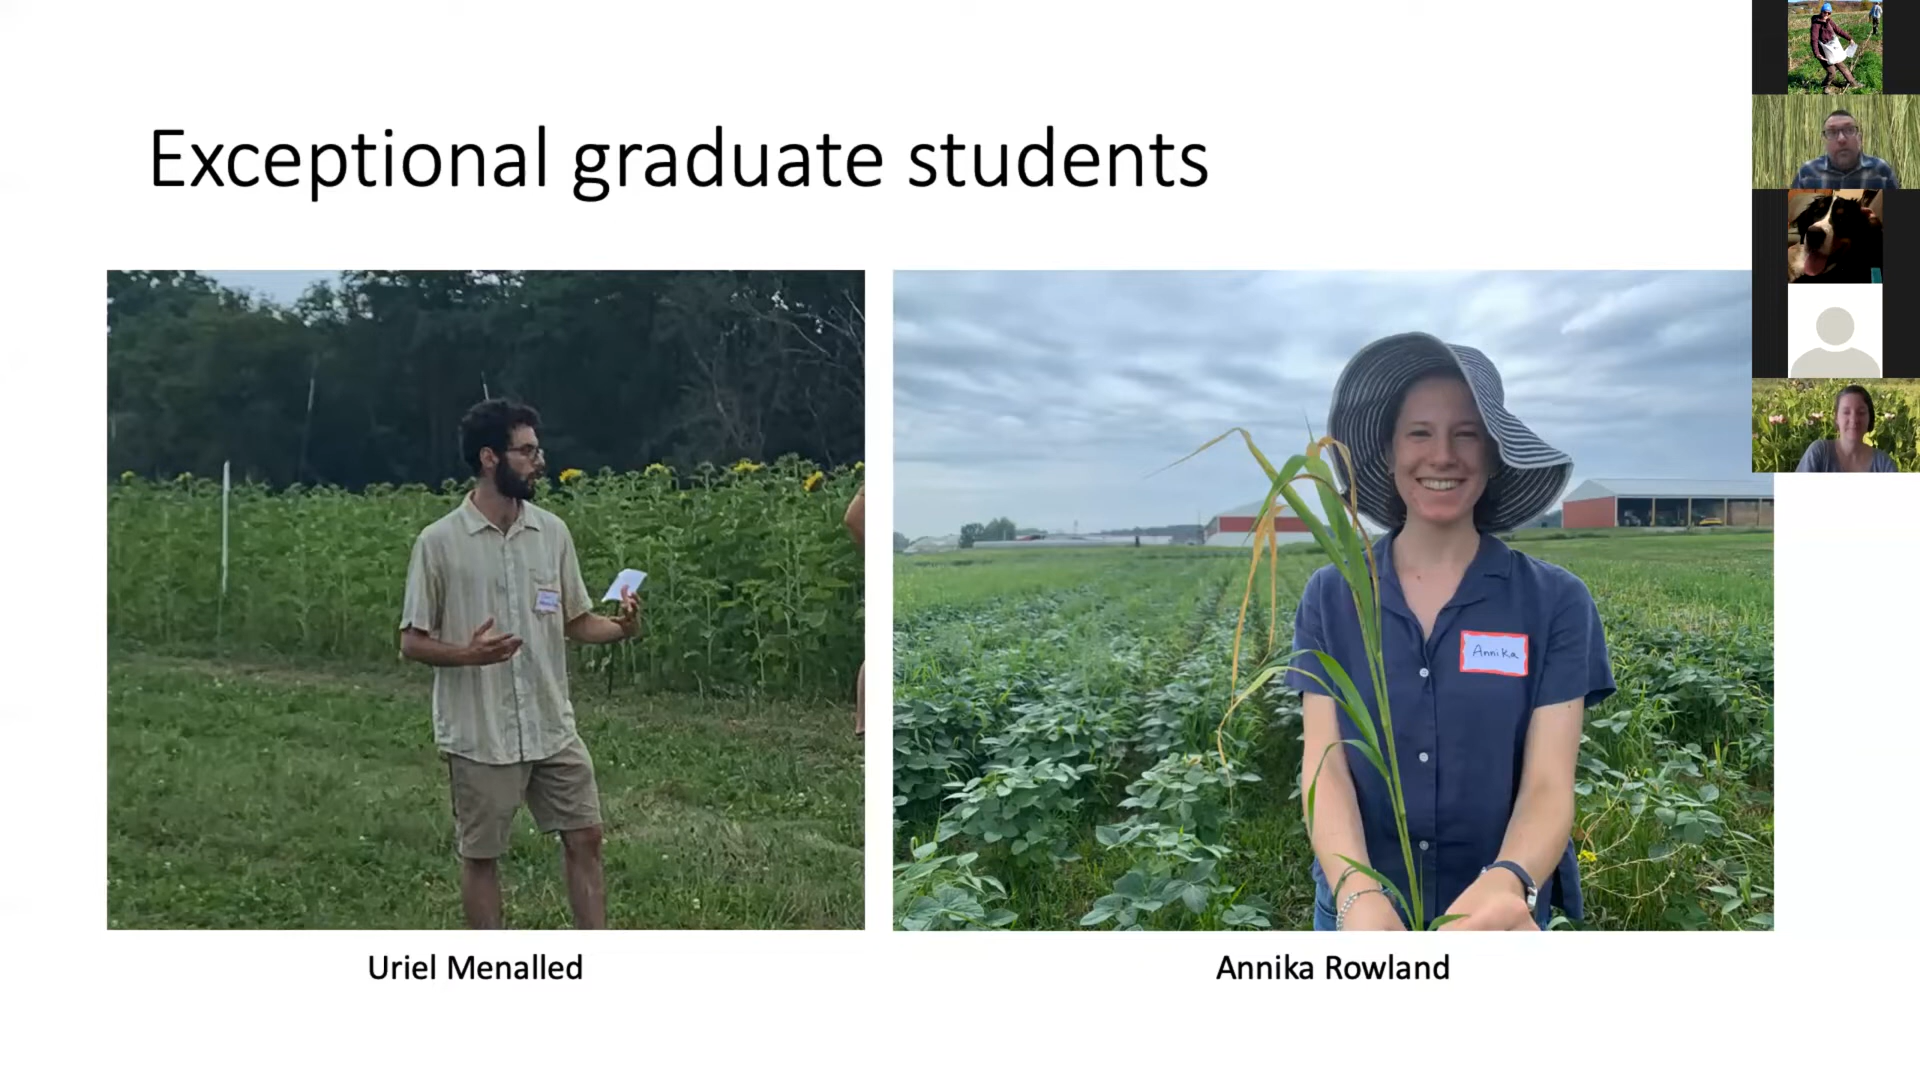 Exceptional graduate students
Annika
Uriel Menalled
Annika Rowland